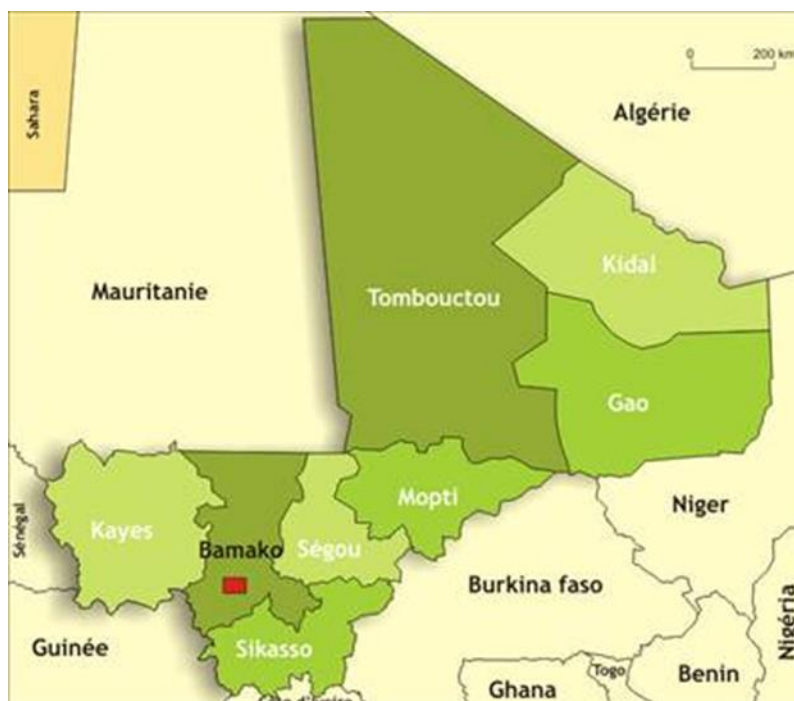 0 200 km
Algérie
Sahara
Kidal
Mauritanie
Tombouctou
Gao
Mopti
Niger
Kayes
Sénégal
Bamako
Ségou
Burkina faso
Nigéria
Guinée
Sikasso
Togo
Benin
Ghana